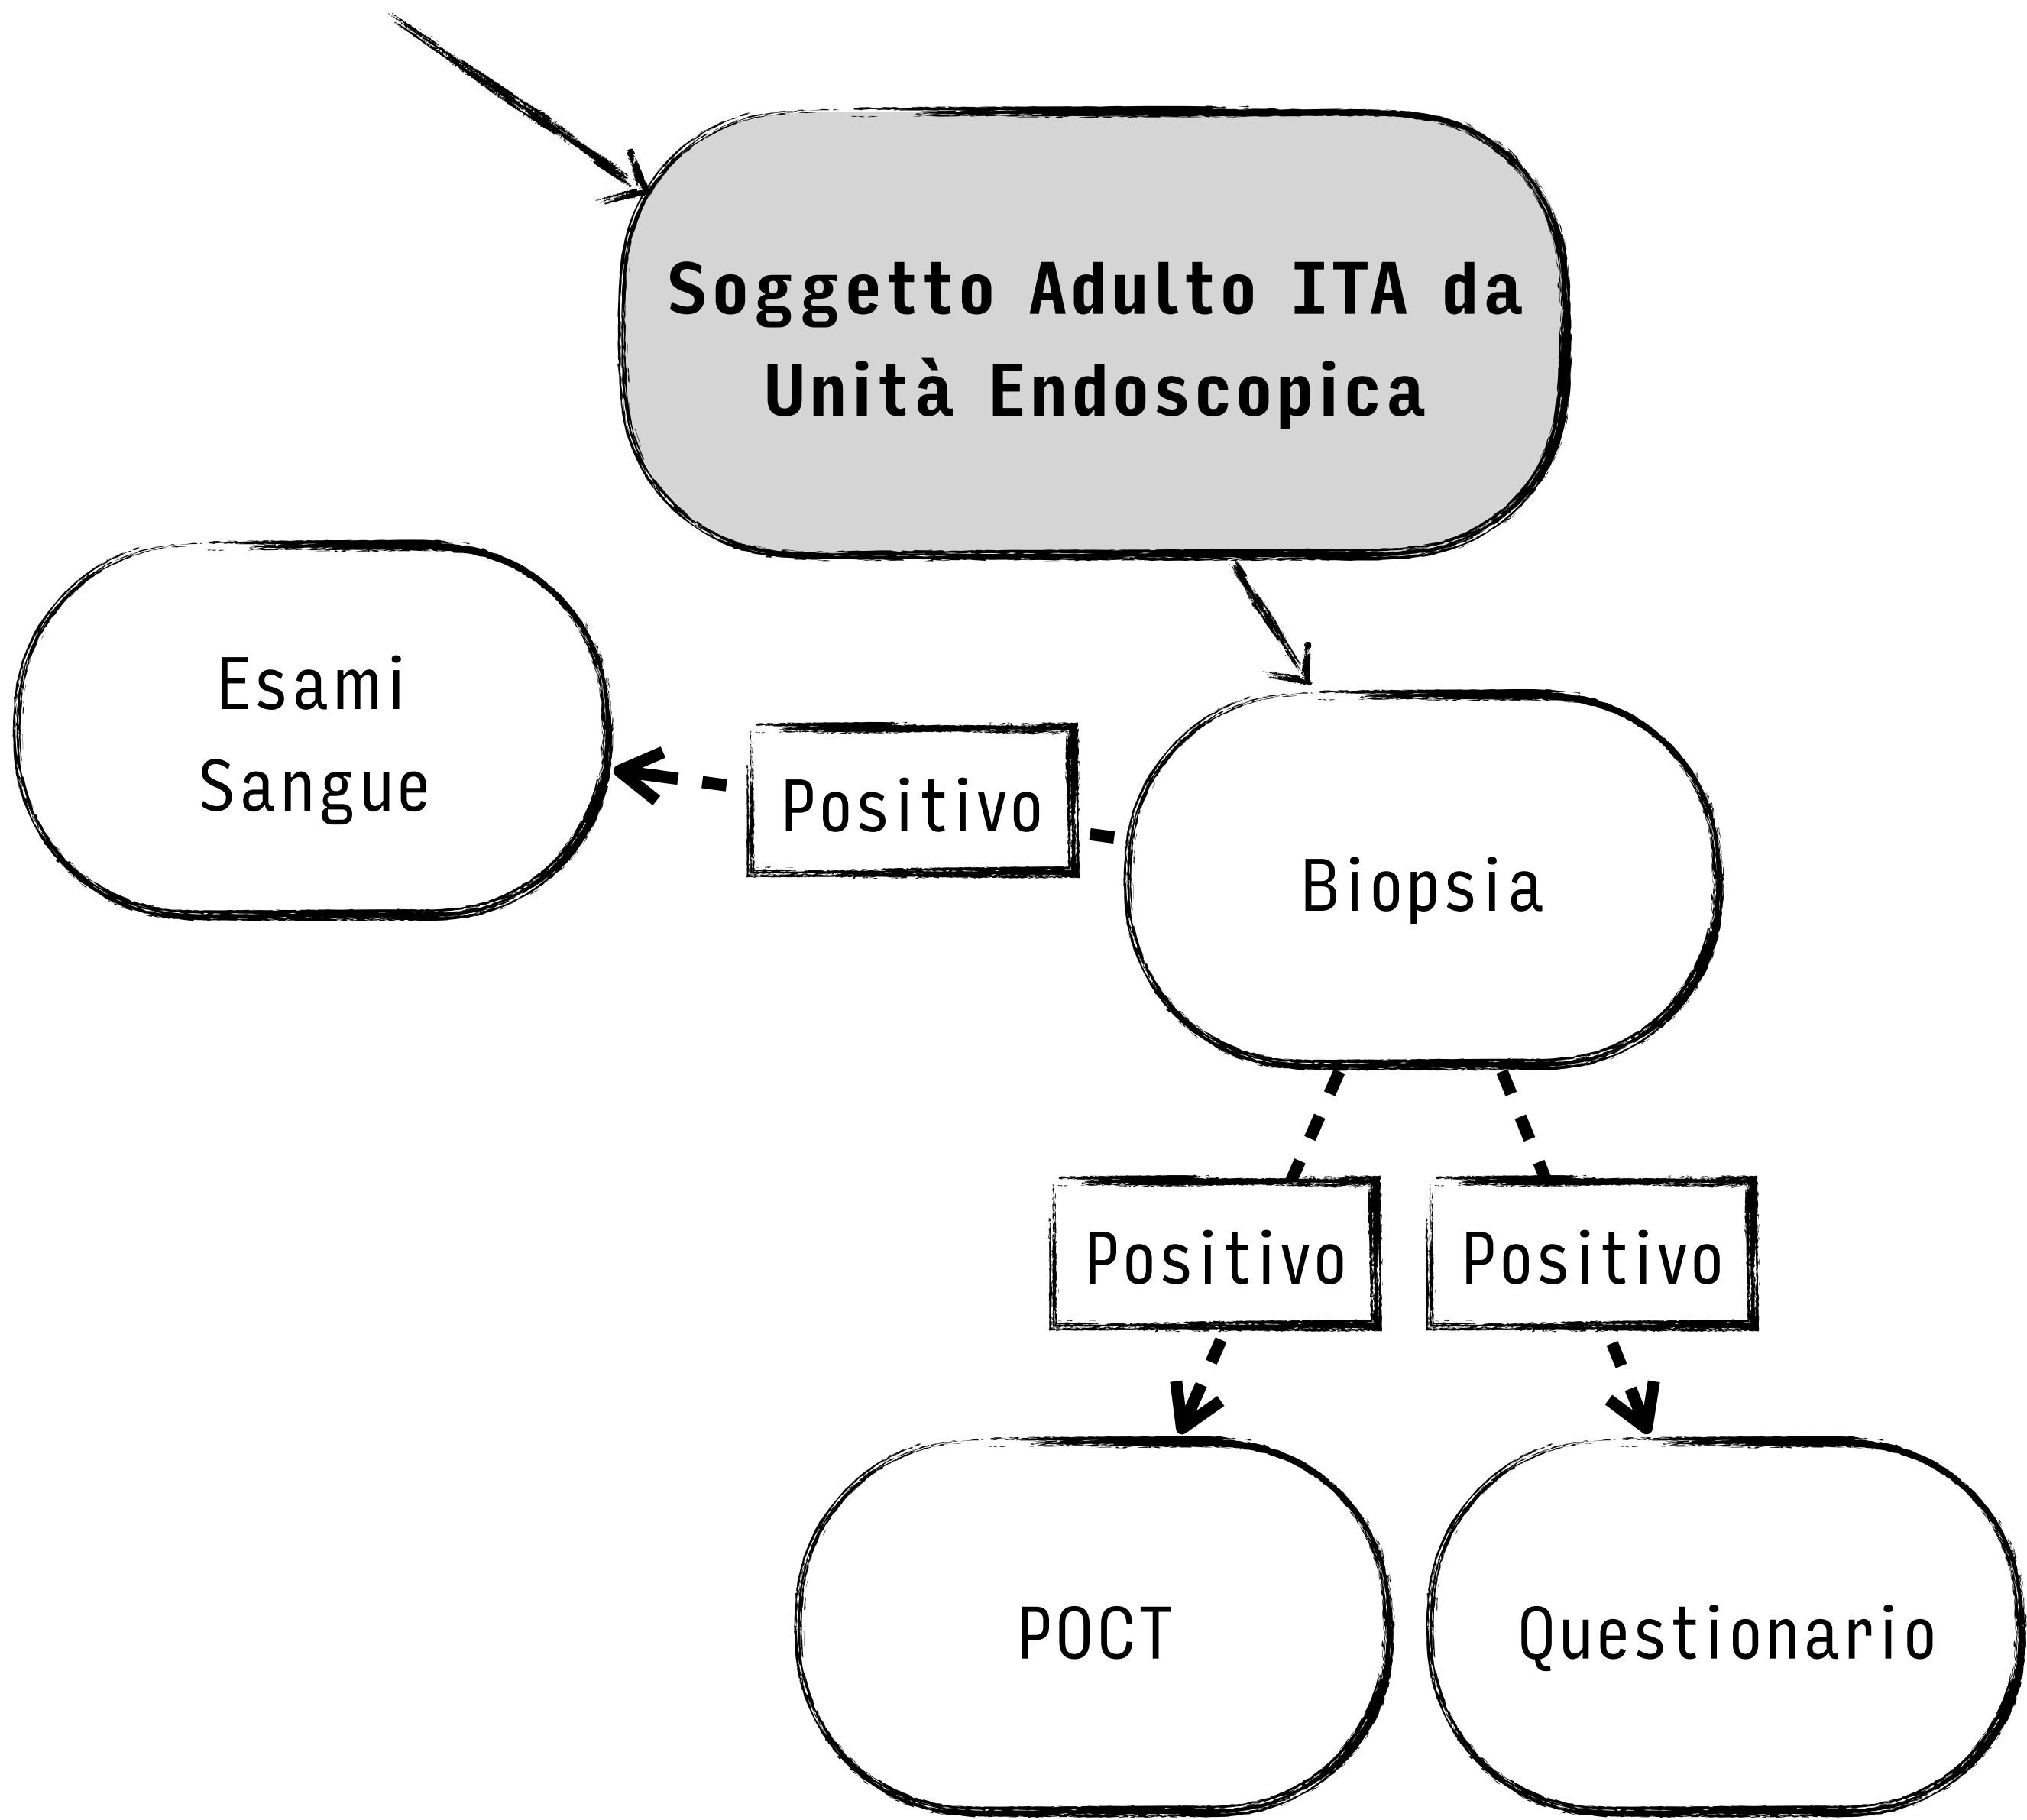 Soggetto Adulto ITA da
Unità Endoscopica
Esami
Sangue
Positivo
Biopsia
Positivo
Positivo
POCT
Questionario